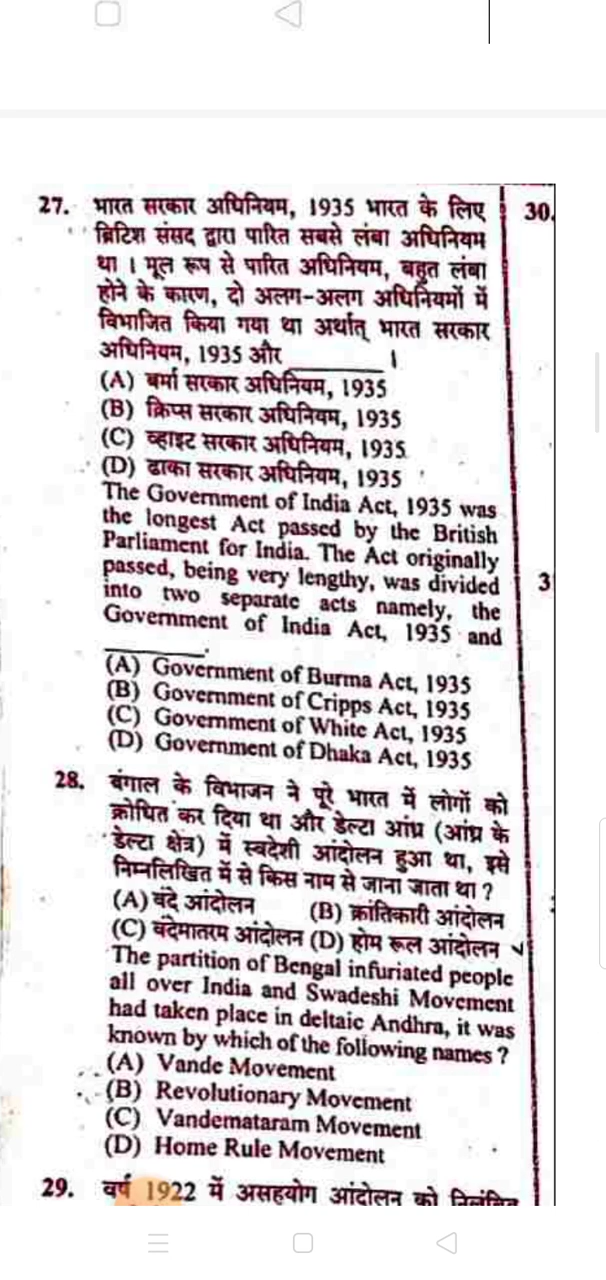 27. भारत सरकार अधिनियम, 1935 भारत के लिए
ब्रिटिश संसद द्वारा पारित सबसे लंबा अधिनियम
था । मूल रूप से पारित अधिनियम, बहुत लंबा
होने के कारण, दो अलग-अलग अधिनियमों में
विभाजित किया गया था अर्थात् भारत सरकार
अधिनियम, 1935 और ________ ।
(A) बर्मा सरकार अधिनियम, 1935
(B) क्रिप्स सरकार अधिनियम, 1935
(C) व्हाइट सरकार अधिनियम, 1935
(D) ढाका सरकार अधिनियम, 1935
The Government of India Act, 1935 was
the longest Act passed by the British
Parliament for India. The Act originally
passed, being very lengthy, was divided
into two separate acts namely, the
Government of India Act, 1935 and
________.
(A) Government of Burma Act, 1935
(B) Government of Cripps Act, 1935
(C) Government of White Act, 1935
(D) Government of Dhaka Act, 1935
28. बंगाल के विभाजन ने पूरे भारत में लोगों को
क्रोधित कर दिया था और डेल्टा आंध्र (आंध्र के
डेल्टा क्षेत्र) में स्वदेशी आंदोलन हुआ था, इसे
निम्नलिखित में से किस नाम से जाना जाता था ?
(A) वंदे आंदोलन (B) क्रांतिकारी आंदोलन
(C) वंदेमातरम आंदोलन (D) होम रूल आंदोलन
The partition of Bengal infuriated people
all over India and Swadeshi Movement
had taken place in deltaic Andhra, it was
known by which of the following names ?
(A) Vande Movement
(B) Revolutionary Movement
(C) Vandemataram Movement
(D) Home Rule Movement
29. वर्ष 1922 में असहयोग आंदोलन को निलंबित
30.
3